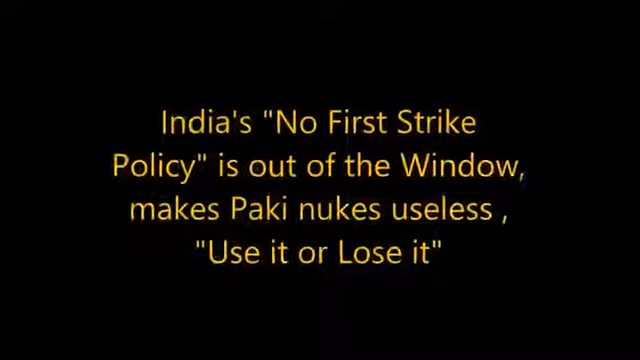 India's "No First Strike
Policy" is out of the Window,
makes Paki nukes useless ,
"Use it or Lose it"